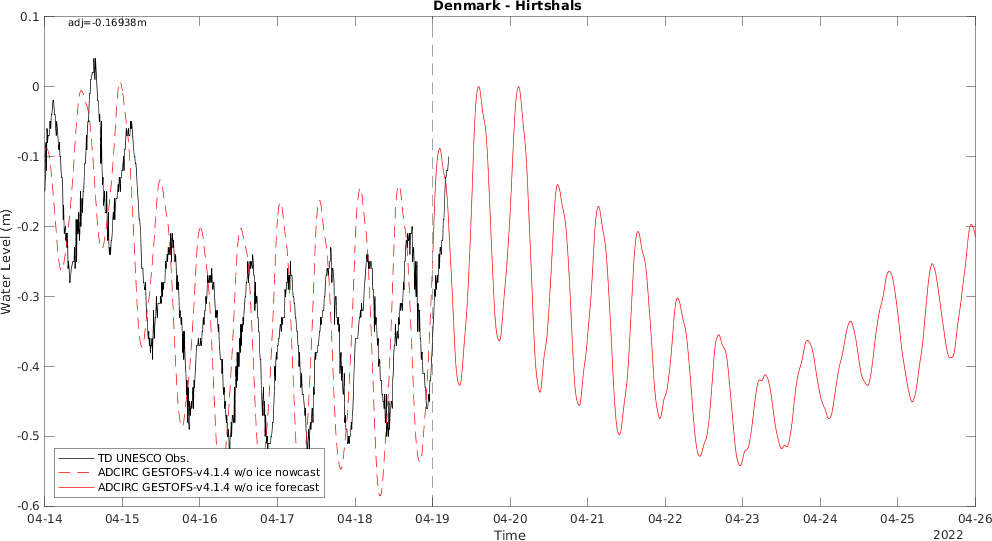 Denmark - Hirtshals
adj=-0.16938m
0.1
0
-0.1
-0.2
-0.3
-0.4
-0.5
-0.6
Water Level (m)
TD UNESCO Obs.
ADCIRC GESTOFS-v4.1.4 w/o ice nowcast
ADCIRC GESTOFS-v4.1.4 w/o ice forecast
04-14 04-15 04-16 04-17 04-18 04-19 04-20 04-21 04-22 04-23 04-24 04-25 04-26
Time
2022